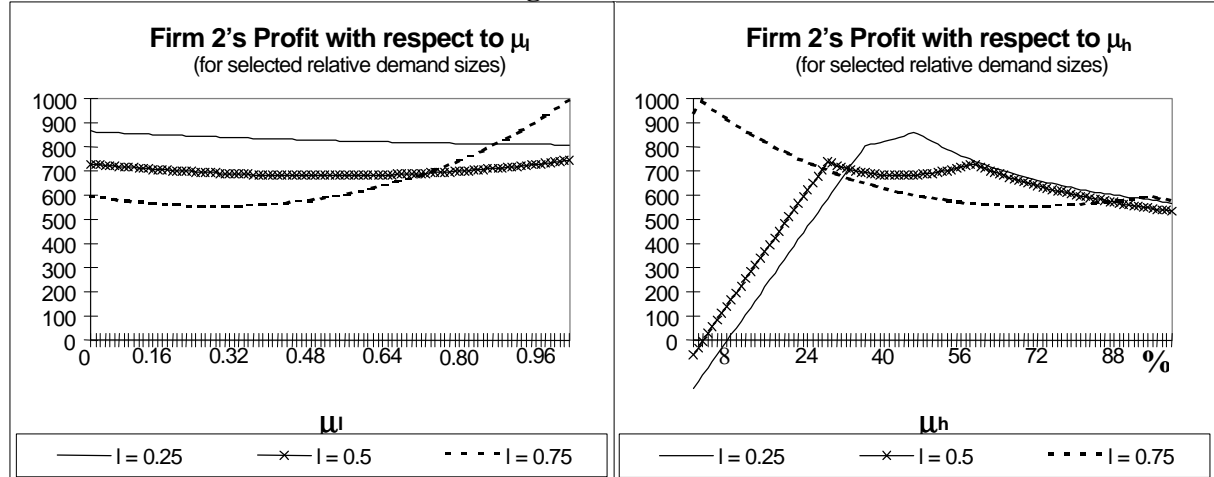 Firm 2's Profit with respect to μl
(for selected relative demand sizes)
1000
900
800
700
600
500
400
300
200
100
0
0 0.16 0.32 0.48 0.64 0.80 0.96
μl
l = 0.25 l = 0.5 l = 0.75
Firm 2's Profit with respect to μh
(for selected relative demand sizes)
1000
900
800
700
600
500
400
300
200
100
0
8 24 40 56 72 88 %
μh
l = 0.25 l = 0.5 l = 0.75